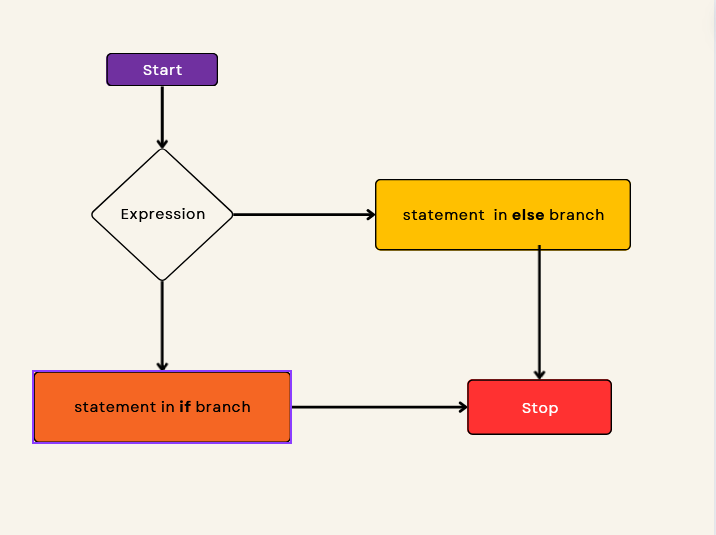 Start
Expression
statement in else branch
statement in if branch
Stop